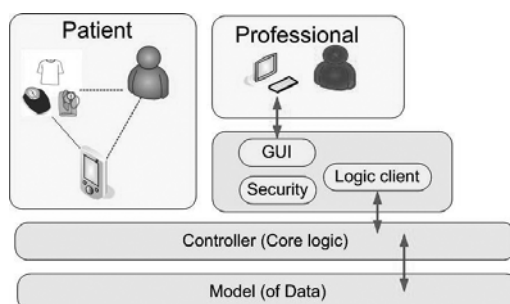 Patient
Professional
GUI
Security
Logic client
Controller (Core logic)
Model (of Data)